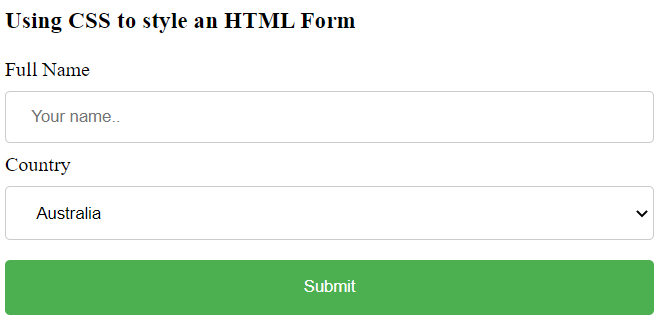 Using CSS to style an HTML Form
Full Name
Your name..
Country
Australia
Submit